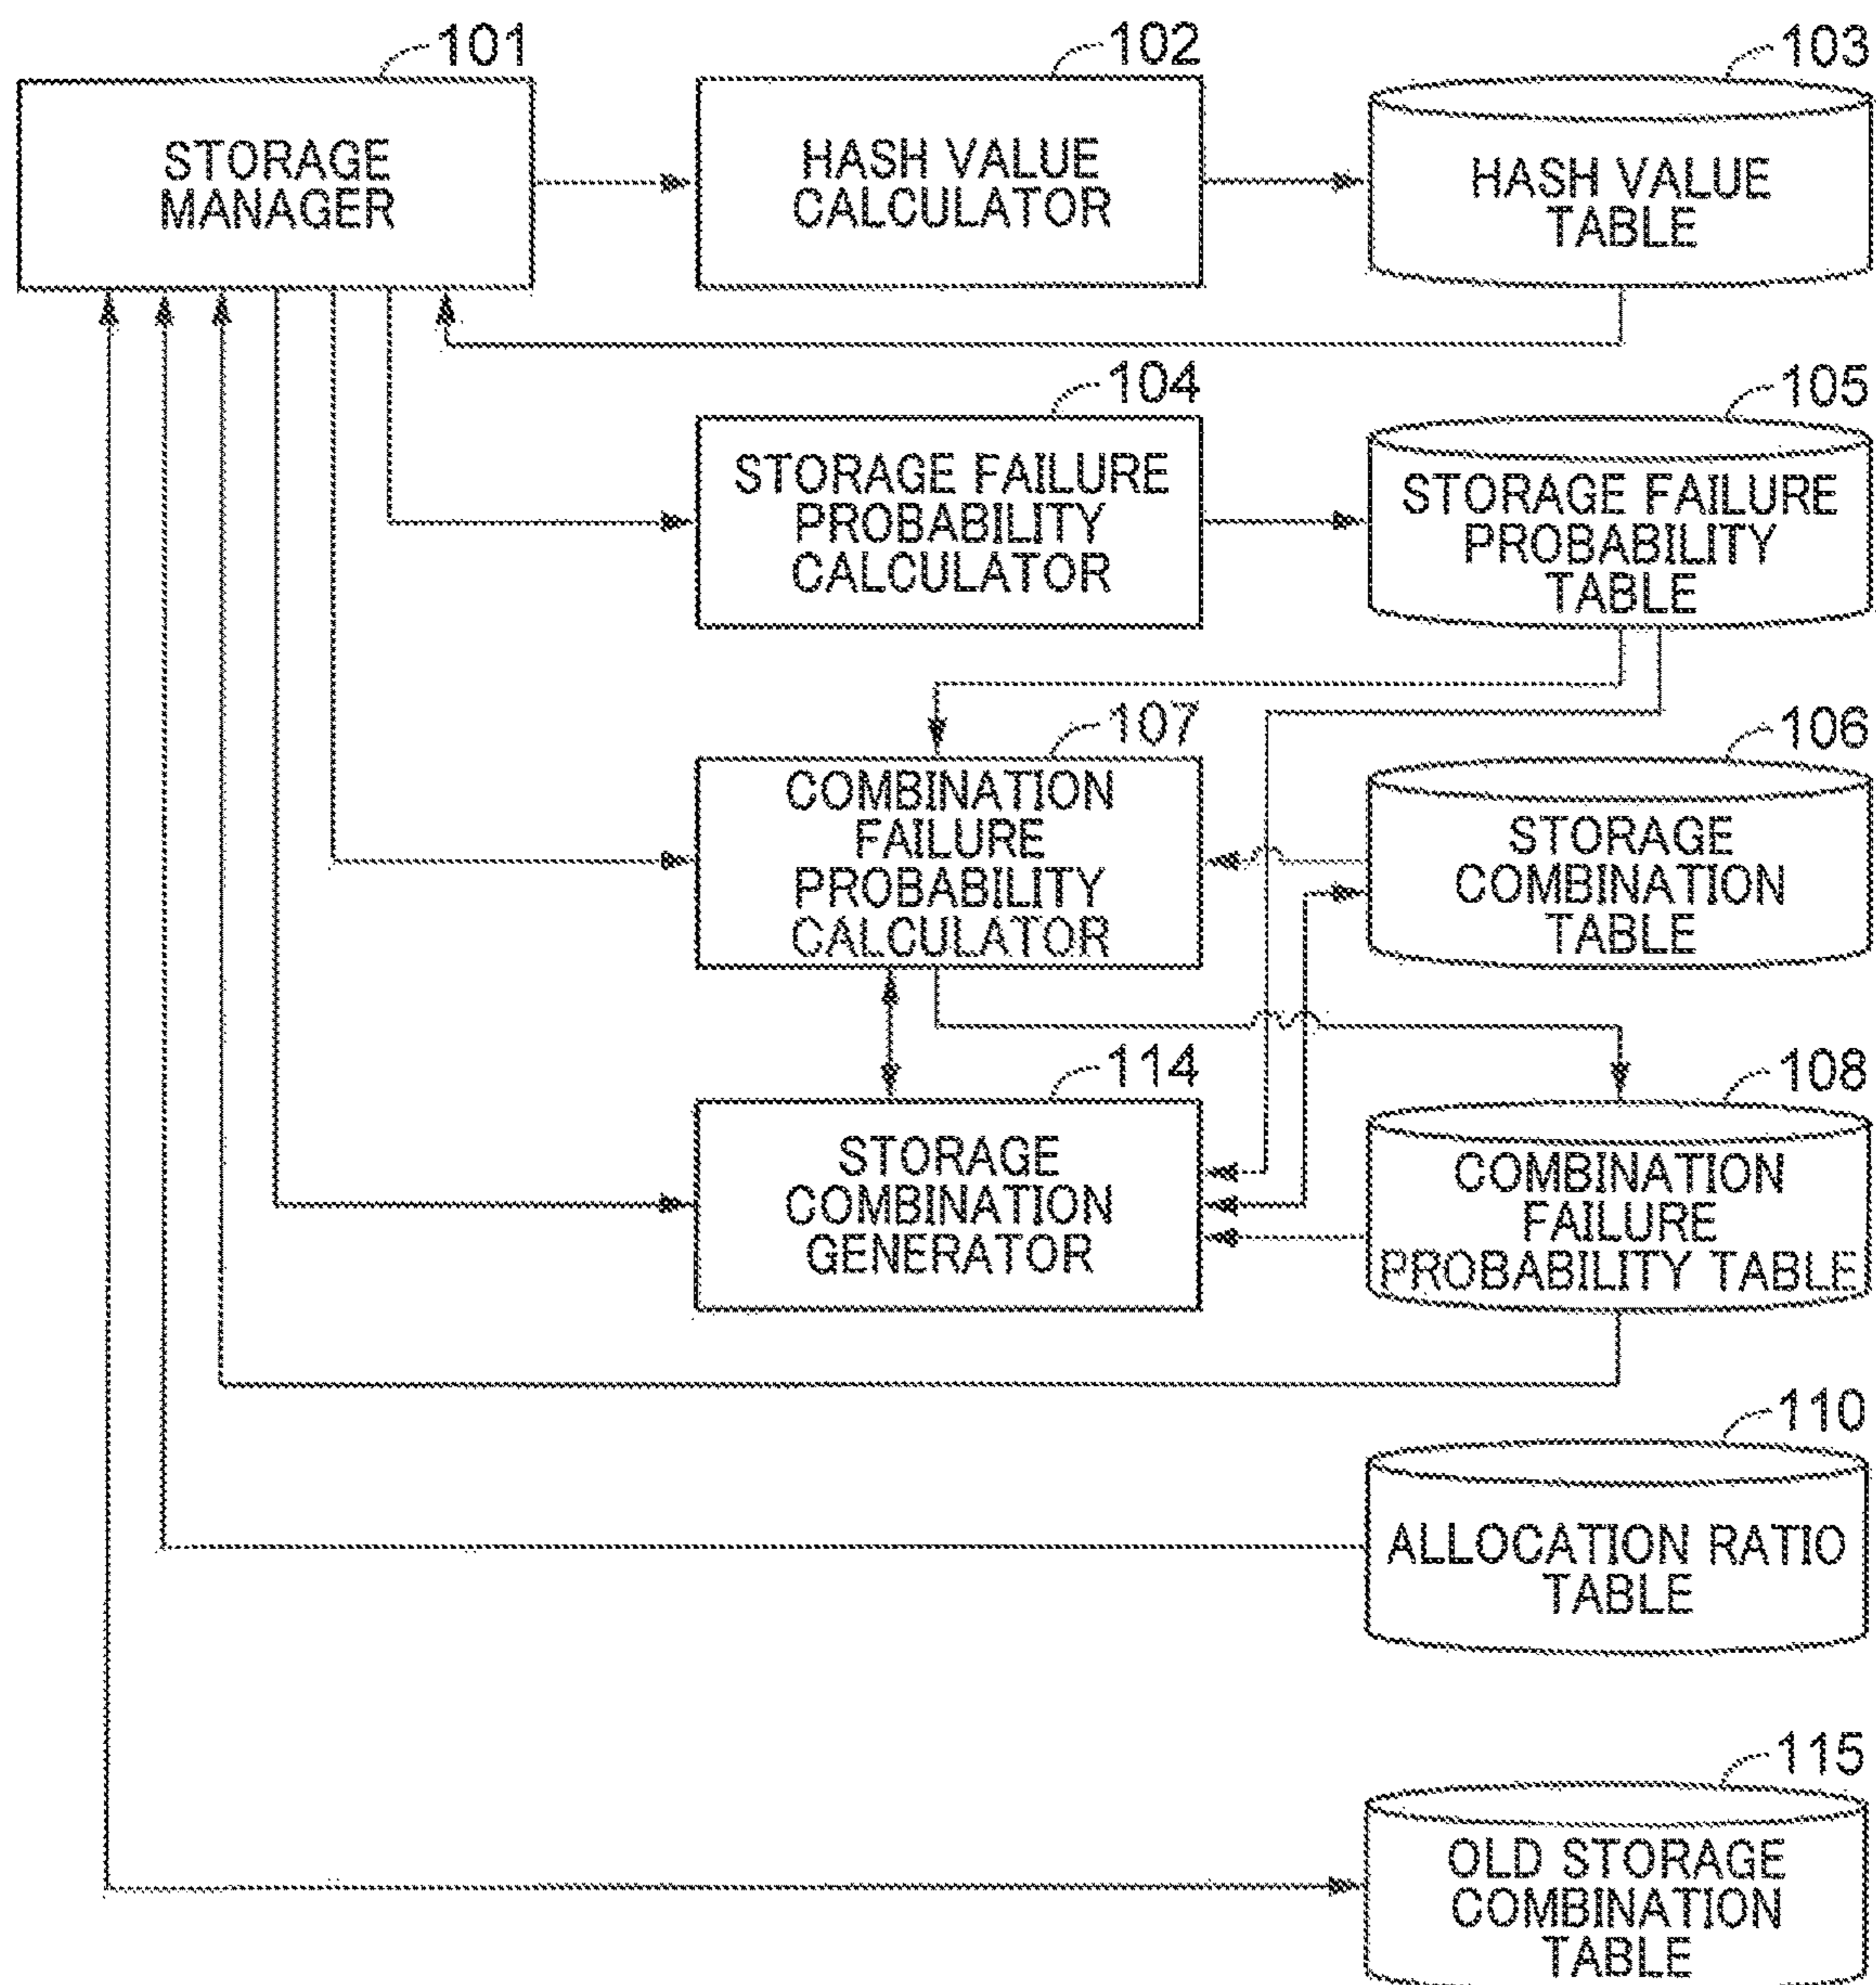 101
102
103
STORAGE
MANAGER
HASH VALUE
CALCULATOR
HASH VALUE
TABLE
104
105
STORAGE FAILURE
PROBABILITY
CALCULATOR
STORAGE FAILURE
PROBABILITY
TABLE
107
106
COMBINATION
FAILURE
PROBABILITY
CALCULATOR
STORAGE
COMBINATION
TABLE
114
108
STORAGE
COMBINATION
GENERATOR
COMBINATION
FAILURE
PROBABILITY TABLE
110
ALLOCATION RATIO
TABLE
115
OLD STORAGE
COMBINATION
TABLE